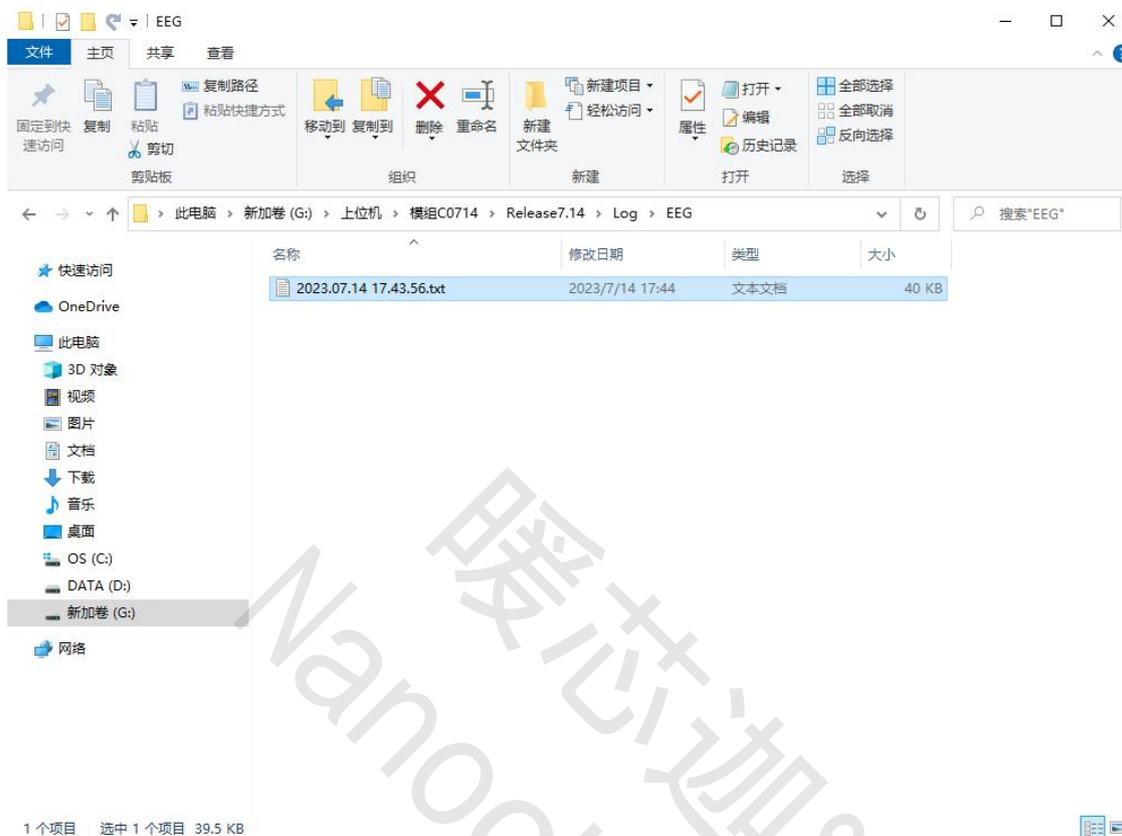 EEG
文件 主页 共享 查看
固定到快速访问 复制 粘贴 复制路径 粘贴快捷方式 剪切 移动到 复制到 删除 重命名 新建文件夹 新建项目 轻松访问 属性 打开 编辑 历史记录 全部选择 全部取消 反向选择
剪贴板 组织 新建 打开 选择
此电脑 › 新加卷 (G:) › 上位机 › 模组C0714 › Release7.14 › Log › EEG 搜索"EEG"
名称 修改日期 类型 大小
2023.07.14 17.43.56.txt 2023/7/14 17:44 文本文档 40 KB
快速访问
OneDrive
此电脑
3D 对象
视频
图片
文档
下载
音乐
桌面
OS (C:)
DATA (D:)
新加卷 (G:)
网络
暖芯迦
1 个项目 选中 1 个项目 39.5 KB